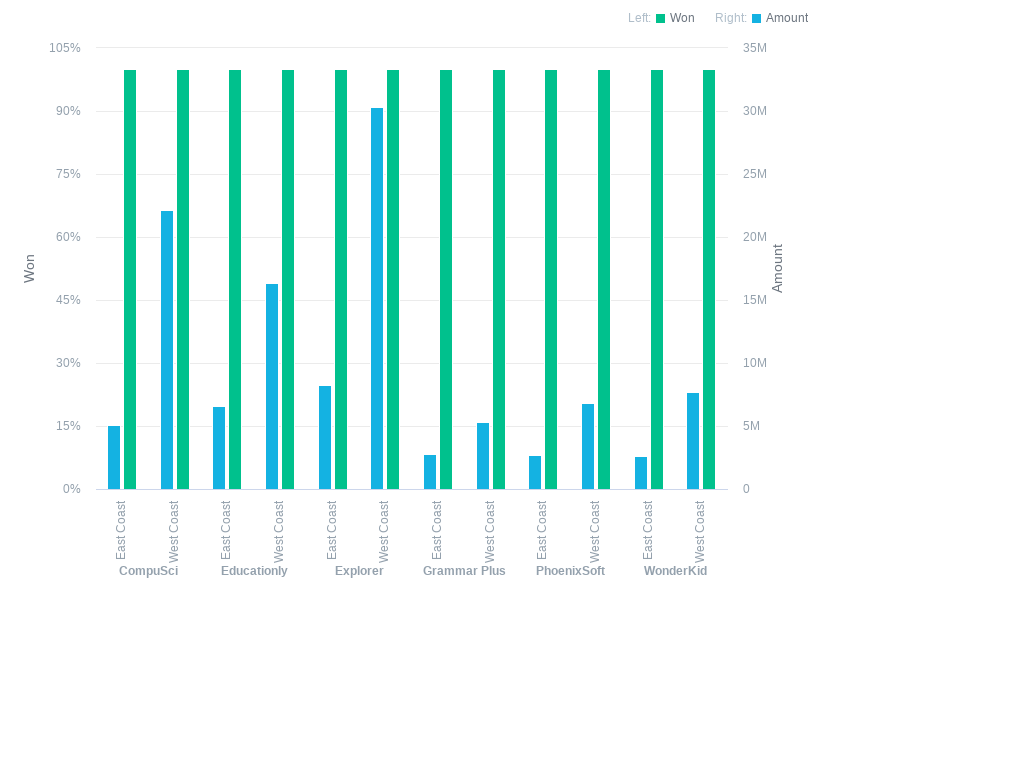 Left: Won Right: Amount
105% 35M
90% 30M
75% 25M
60% 20M
Won Amount
45% 15M
30% 10M
15% 5M
0% 0
East Coast West Coast East Coast West Coast East Coast West Coast East Coast West Coast East Coast West Coast East Coast West Coast
CompuSci Educationly Explorer Grammar Plus PhoenixSoft WonderKid